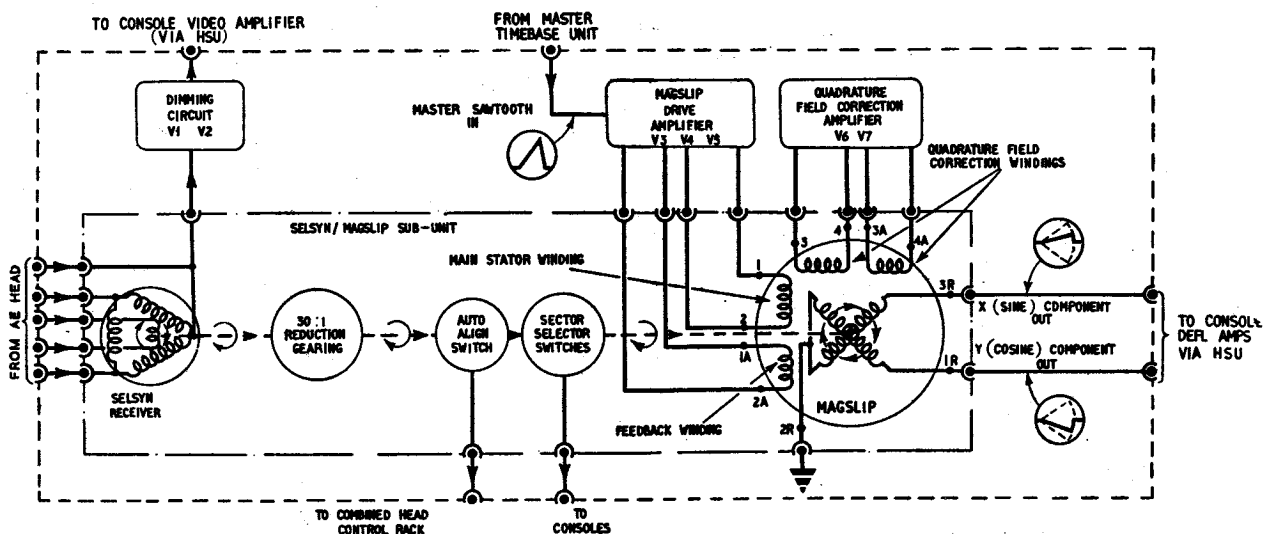 TO CONSOLE VIDEO AMPLIFIER
(VIA HSU)
FROM MASTER
TIMEBASE UNIT
DIMMING
CIRCUIT
V1 V2
MASTER SAWTOOTH
IN
MAGSLIP
DRIVE
AMPLIFIER
V3 V4 V5
QUADRATURE
FIELD CORRECTION
AMPLIFIER
V6 V7
QUADRATURE FIELD
CORRECTION WINDINGS
SELSYN/MAGSLIP SUB-UNIT
3
4
3A
4A
MAIN STATOR WINDING
1
2
1A
2A
FROM AE HEAD
SELSYN
RECEIVER
30:1
REDUCTION
GEARING
AUTO
ALIGN
SWITCH
SECTOR
SELECTOR
SWITCHES
3R
X (SINE) COMPONENT
OUT
Y (COSINE) COMPONENT
OUT
1R
TO CONSOLE
DEFL AMPS
VIA HSU
MAGSLIP
FEEDBACK WINDING
2R
TO COMBINED HEAD
CONTROL RACK
TO
CONSOLES